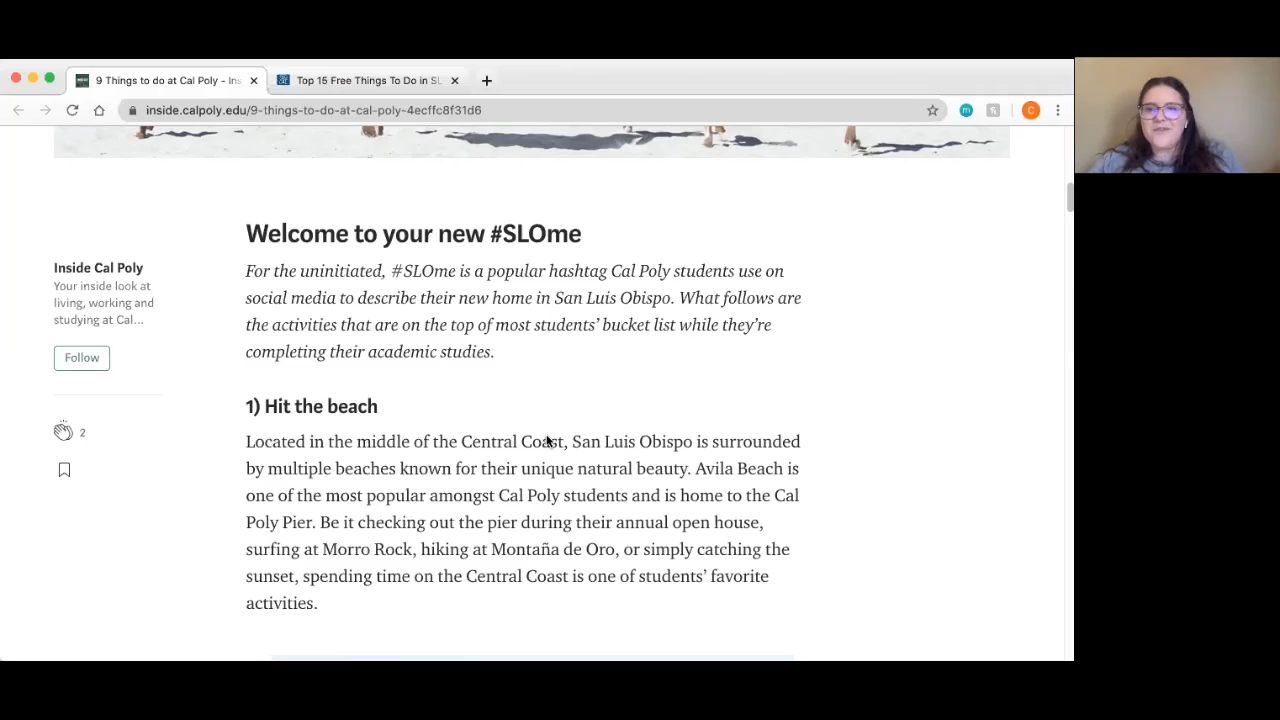 9 Things to do at Cal Poly – Ins
Top 15 Free Things To Do in SL
inside.calpoly.edu/9-things-to-do-at-cal-poly-4ecffc8f31d6
C
Welcome to your new #SLOme
For the uninitiated, #SLOme is a popular hashtag Cal Poly students use on
social media to describe their new home in San Luis Obispo. What follows are
the activities that are on the top of most students’ bucket list while they’re
completing their academic studies.
Inside Cal Poly
Your inside look at
living, working and
studying at Cal...
Follow
2
1) Hit the beach
Located in the middle of the Central Coast, San Luis Obispo is surrounded
by multiple beaches known for their unique natural beauty. Avila Beach is
one of the most popular amongst Cal Poly students and is home to the Cal
Poly Pier. Be it checking out the pier during their annual open house,
surfing at Morro Rock, hiking at Montaña de Oro, or simply catching the
sunset, spending time on the Central Coast is one of students’ favorite
activities.